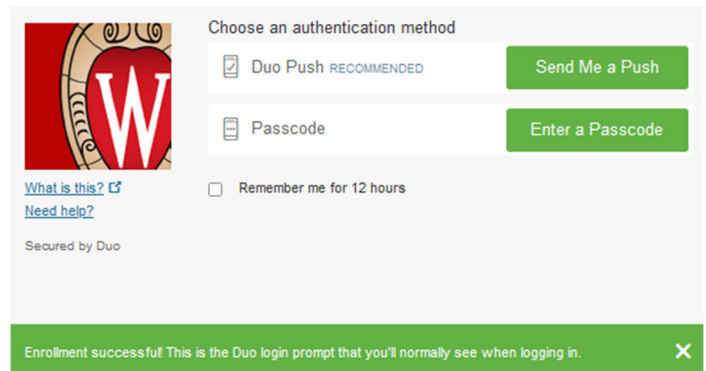 Choose an authentication method
Duo Push RECOMMENDED
Send Me a Push
Passcode
Enter a Passcode
W
What is this?
Need help?
Remember me for 12 hours
Secured by Duo
Enrollment successful! This is the Duo login prompt that you'll normally see when logging in.